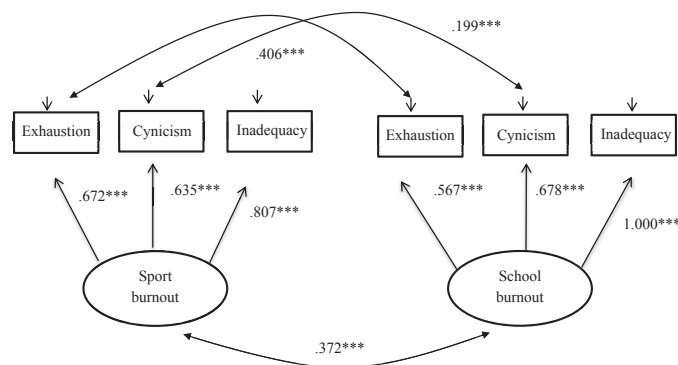 .406***
.199***
Exhaustion
Cynicism
Inadequacy
Exhaustion
Cynicism
Inadequacy
.672***
.635***
.807***
.567***
.678***
1.000***
Sport
burnout
School
burnout
.372***